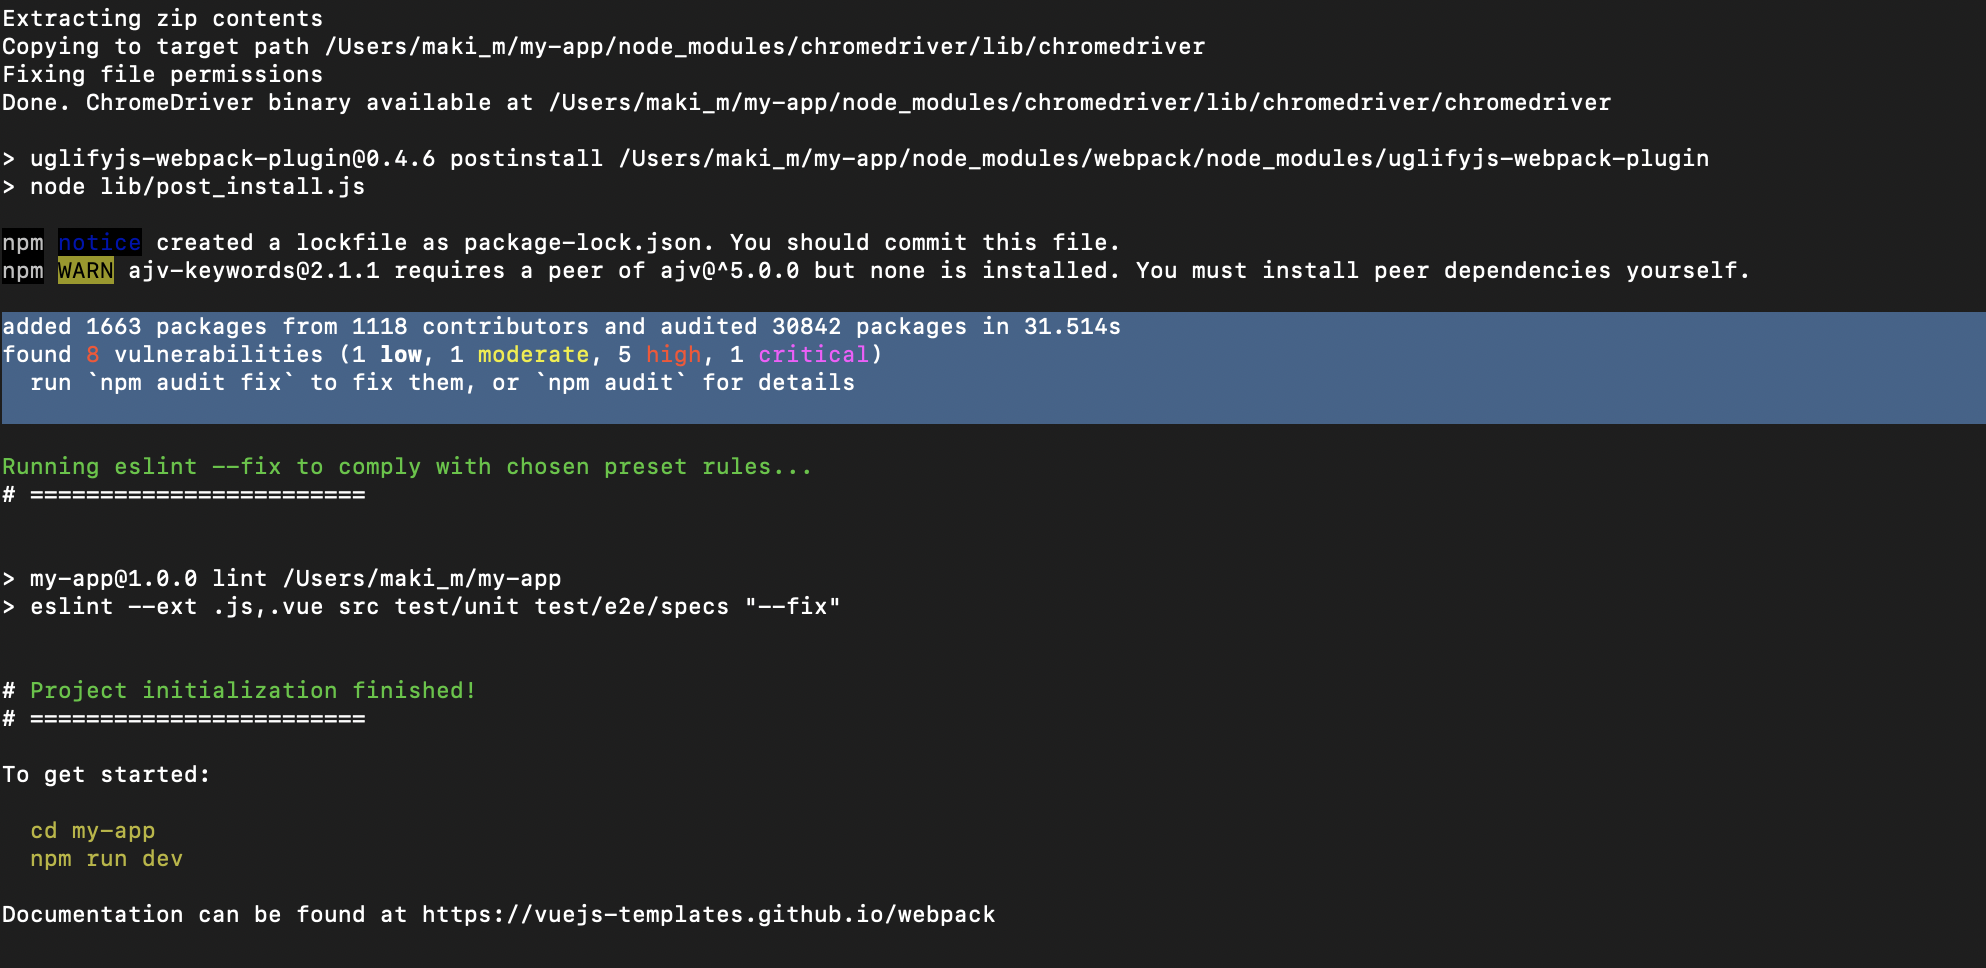 Extracting zip contents
Copying to target path /Users/maki_m/my-app/node_modules/chromedriver/lib/chromedriver
Fixing file permissions
Done. ChromeDriver binary available at /Users/maki_m/my-app/node_modules/chromedriver/lib/chromedriver/chromedriver
> uglifyjs-webpack-plugin@0.4.6 postinstall /Users/maki_m/my-app/node_modules/webpack/node_modules/uglifyjs-webpack-plugin
> node lib/post_install.js
npm notice created a lockfile as package-lock.json. You should commit this file.
npm WARN ajv-keywords@2.1.1 requires a peer of ajv@^5.0.0 but none is installed. You must install peer dependencies yourself.
added 1663 packages from 1118 contributors and audited 30842 packages in 31.514s
found 8 vulnerabilities (1 low, 1 moderate, 5 high, 1 critical)
  run `npm audit fix` to fix them, or `npm audit` for details
Running eslint --fix to comply with chosen preset rules...
# ========================
> my-app@1.0.0 lint /Users/maki_m/my-app
> eslint --ext .js,.vue src test/unit test/e2e/specs "--fix"
# Project initialization finished!
# ========================
To get started:
  cd my-app
  npm run dev
Documentation can be found at https://vuejs-templates.github.io/webpack